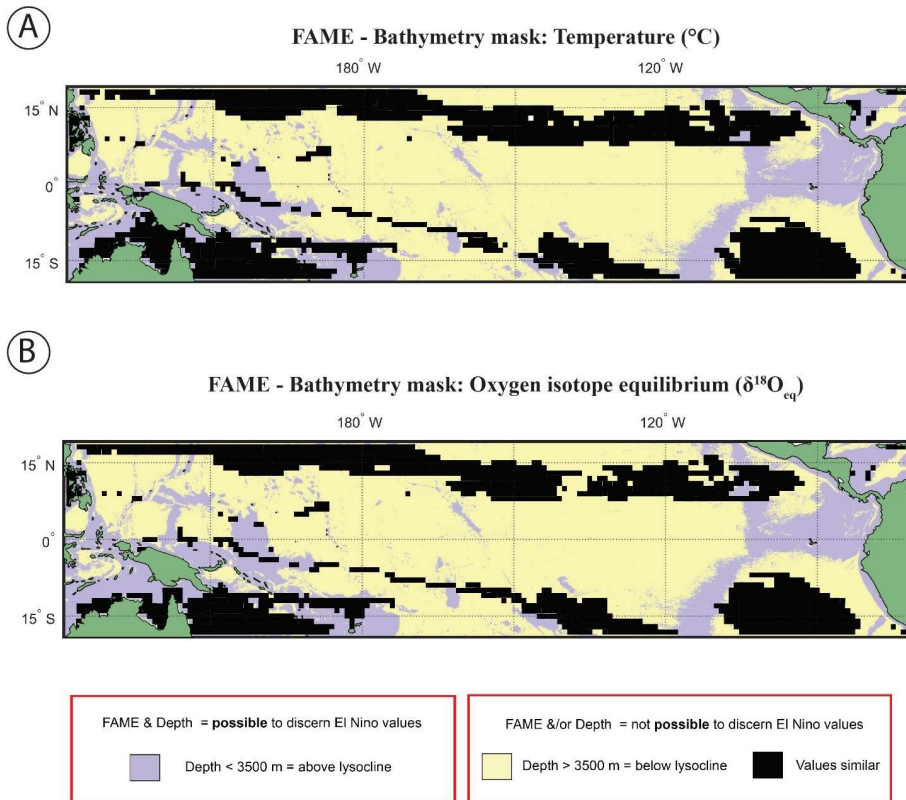 A
FAME - Bathymetry mask: Temperature (°C)
180° W 120° W
15° N
0°
15° S
B
FAME - Bathymetry mask: Oxygen isotope equilibrium (δ¹⁸Oeq)
180° W 120° W
15° N
0°
15° S
FAME & Depth = possible to discern El Nino values
Depth < 3500 m = above lysocline
FAME &/or Depth = not possible to discern El Nino values
Depth > 3500 m = below lysocline Values similar